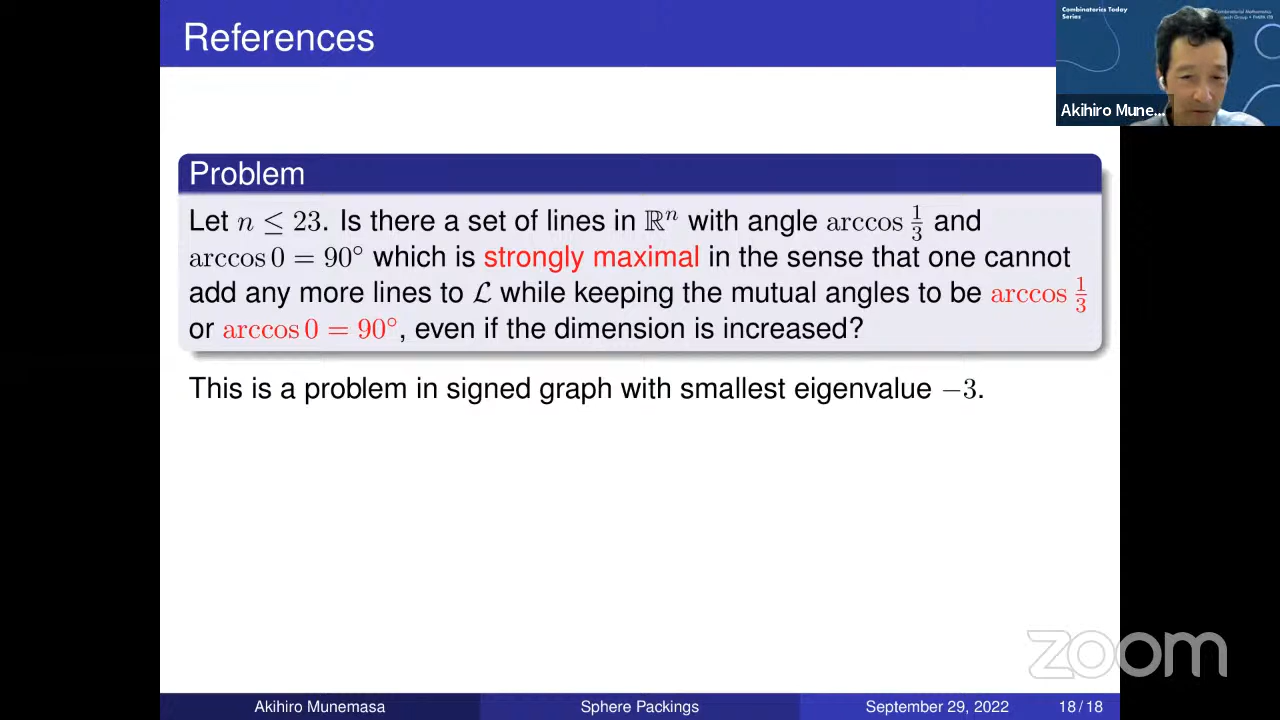 References
Combinatorics Today
Series
Akihiro Mune...
Problem
Let n ≤ 23. Is there a set of lines in ℝⁿ with angle arccos 1/3 and
arccos 0 = 90° which is strongly maximal in the sense that one cannot
add any more lines to ℒ while keeping the mutual angles to be arccos 1/3
or arccos 0 = 90°, even if the dimension is increased?
This is a problem in signed graph with smallest eigenvalue −3.
zoom
Akihiro Munemasa Sphere Packings September 29, 2022 18 / 18